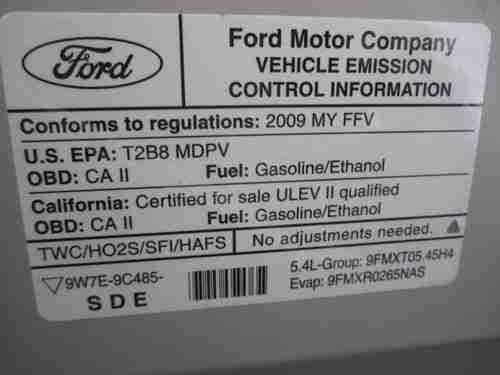 Ford
Ford Motor Company
VEHICLE EMISSION
CONTROL INFORMATION
Conforms to regulations: 2009 MY FFV
U.S. EPA: T2B8 MDPV
OBD: CA II Fuel: Gasoline/Ethanol
California: Certified for sale ULEV II qualified
OBD: CA II Fuel: Gasoline/Ethanol
TWC/HO2S/SFI/HAFS No adjustments needed.
9W7E-9C485-
SDE
5.4L-Group: 9FMXT05.45H4
Evap: 9FMXR0265NAS